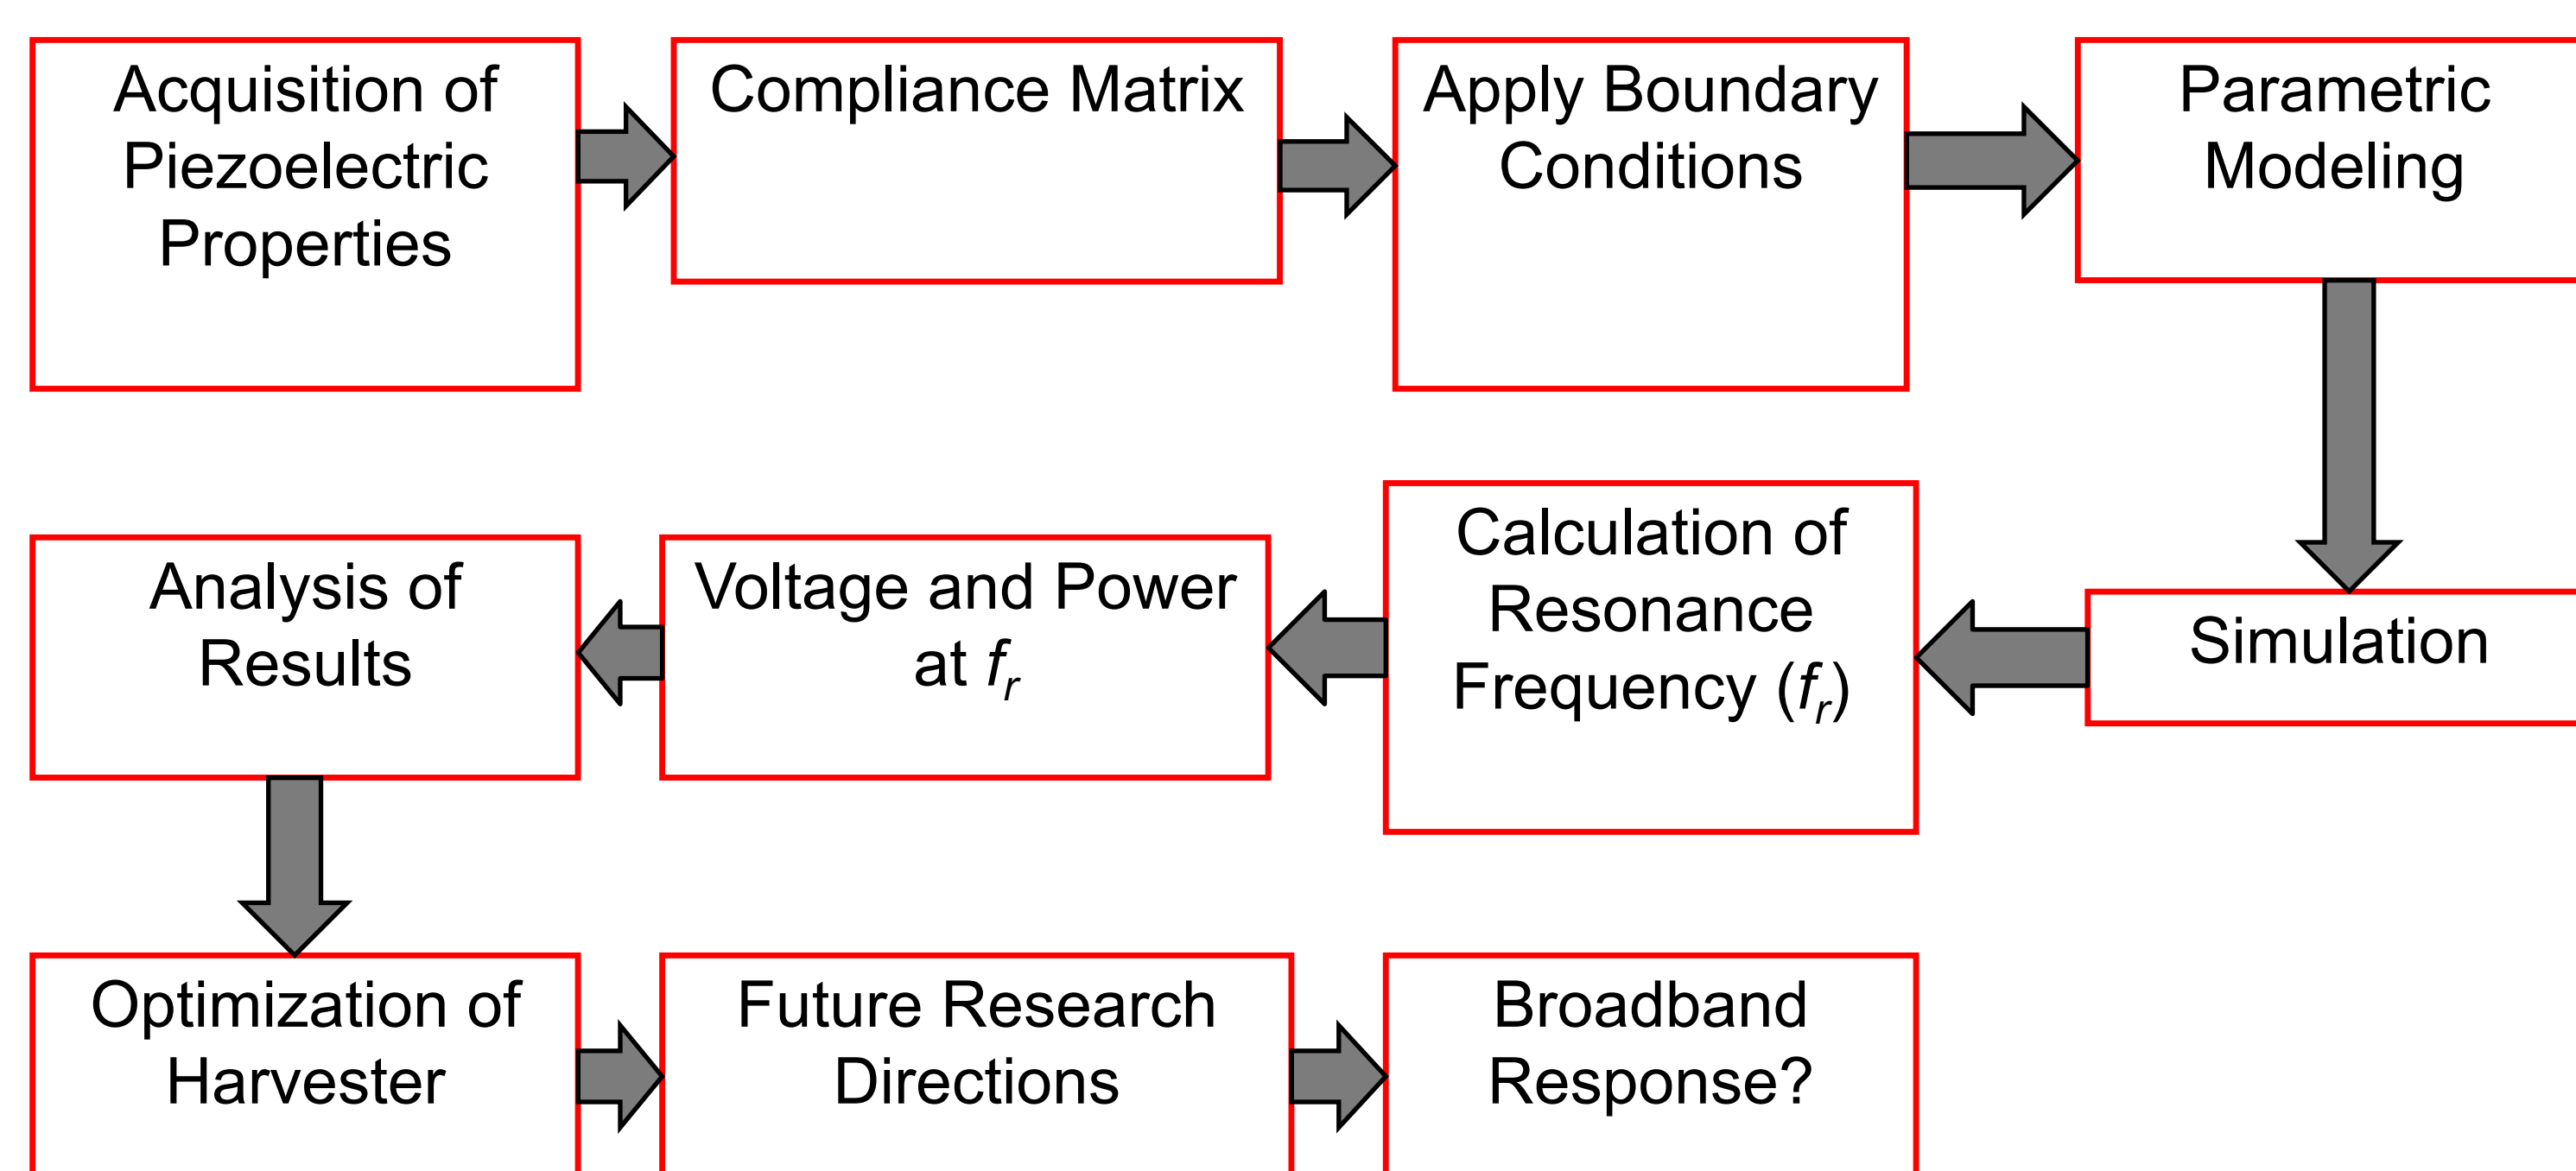 Acquisition of
Piezoelectric
Properties
Compliance Matrix
Apply Boundary
Conditions
Parametric
Modeling
Simulation
Calculation of
Resonance
Frequency (fr)
Voltage and Power
at fr
Analysis of
Results
Optimization of
Harvester
Future Research
Directions
Broadband
Response?